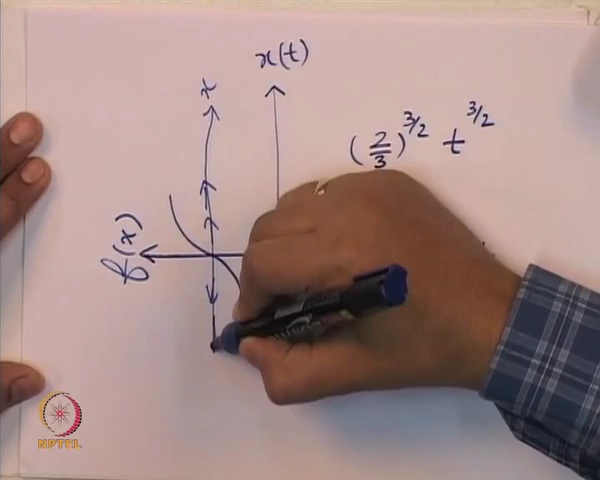 x(t)
x
(2/3)^{3/2} t^{3/2}
f(x)
NPTEL